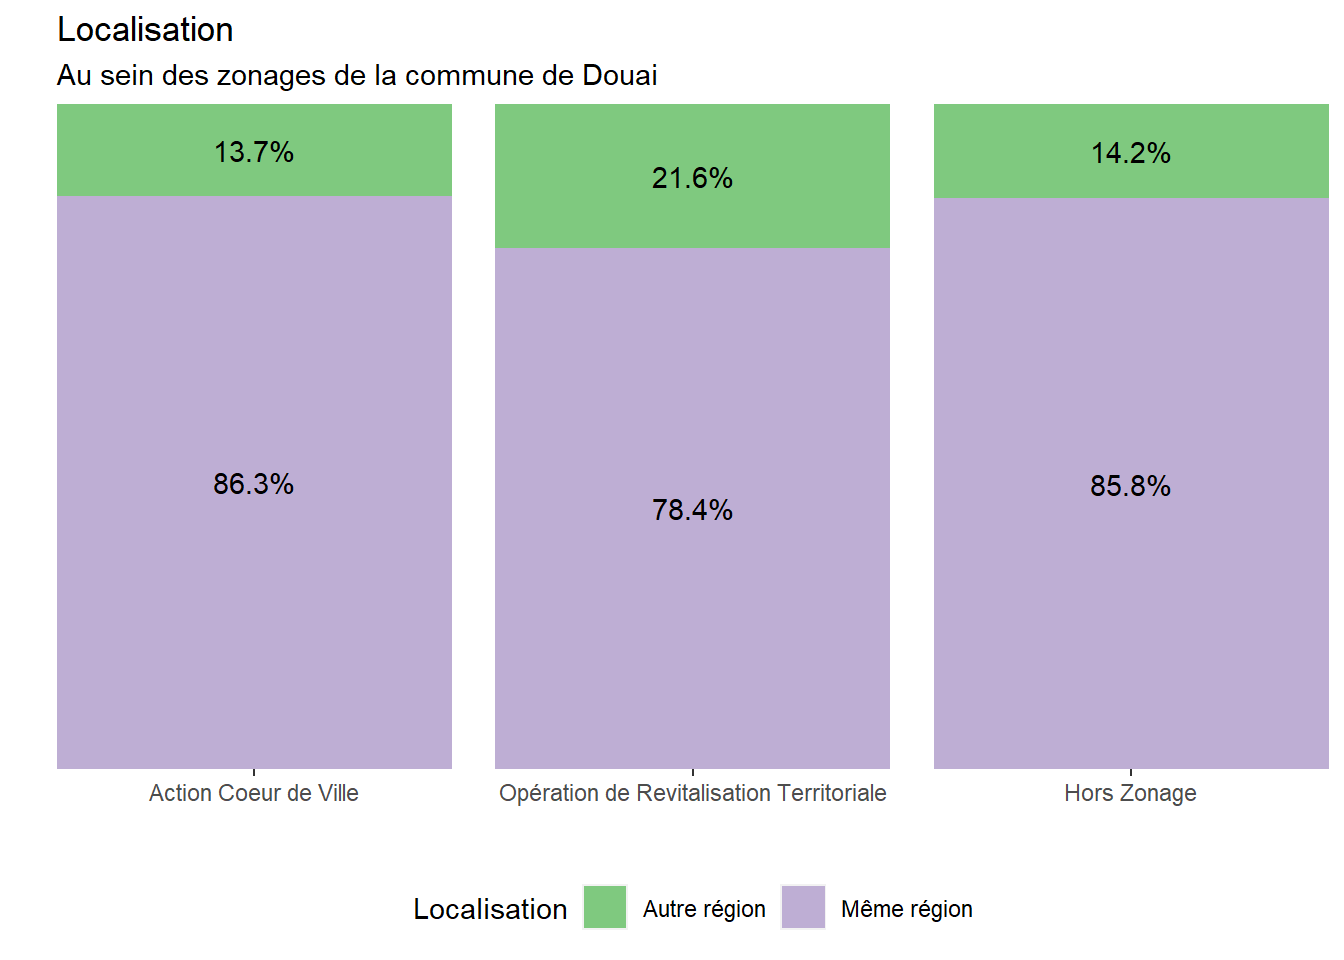 Localisation
Au sein des zonages de la commune de Douai
13.7%
21.6%
14.2%
86.3%
78.4%
85.8%
Action Coeur de Ville
Opération de Revitalisation Territoriale
Hors Zonage
Localisation
Autre région
Même région